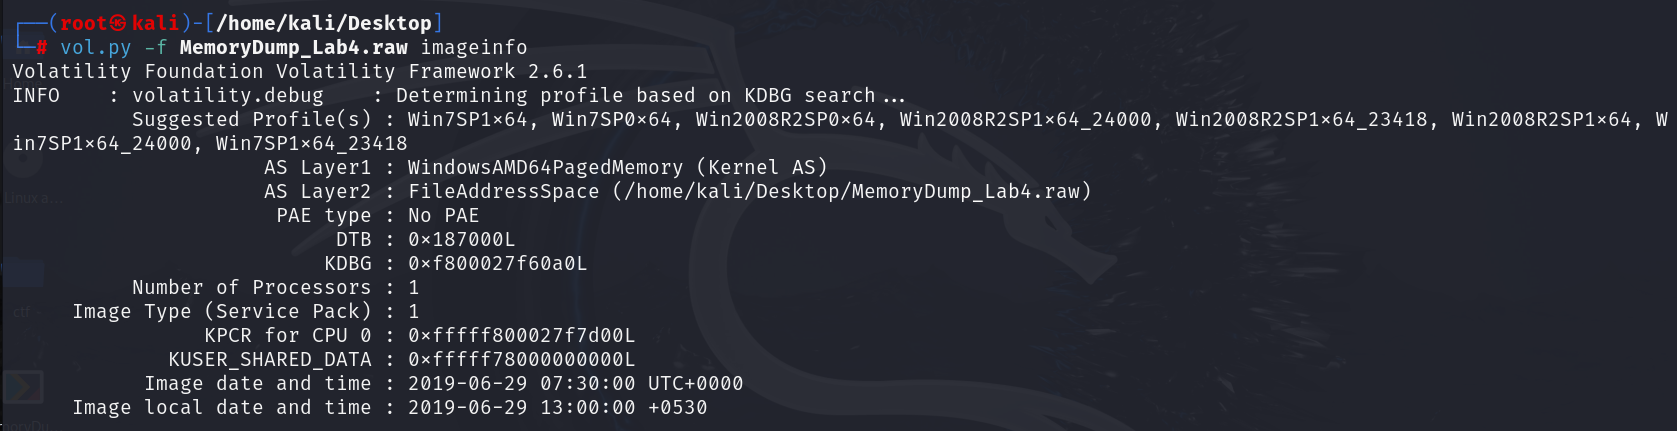 ┌──(root㉿kali)-[/home/kali/Desktop]
└─# vol.py -f MemoryDump_Lab4.raw imageinfo
Volatility Foundation Volatility Framework 2.6.1
INFO    : volatility.debug    : Determining profile based on KDBG search...
Suggested Profile(s) : Win7SP1x64, Win7SP0x64, Win2008R2SP0x64, Win2008R2SP1x64_24000, Win2008R2SP1x64_23418, Win2008R2SP1x64, W
in7SP1x64_24000, Win7SP1x64_23418
AS Layer1 : WindowsAMD64PagedMemory (Kernel AS)
AS Layer2 : FileAddressSpace (/home/kali/Desktop/MemoryDump_Lab4.raw)
PAE type : No PAE
DTB : 0x187000L
KDBG : 0xf800027f60a0L
Number of Processors : 1
Image Type (Service Pack) : 1
KPCR for CPU 0 : 0xfffff800027f7d00L
KUSER_SHARED_DATA : 0xfffff78000000000L
Image date and time : 2019-06-29 07:30:00 UTC+0000
Image local date and time : 2019-06-29 13:00:00 +0530
Linux a...
ctf